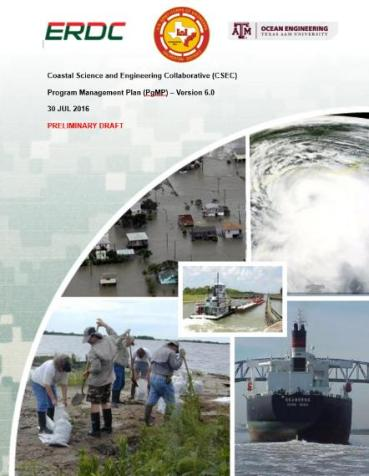 ERDC
ĀM OCEAN ENGINEERING
TEXAS A&M UNIVERSITY
Coastal Science and Engineering Collaborative (CSEC)
Program Management Plan (PgMP) – Version 6.0
30 JUL 2016
PRELIMINARY DRAFT